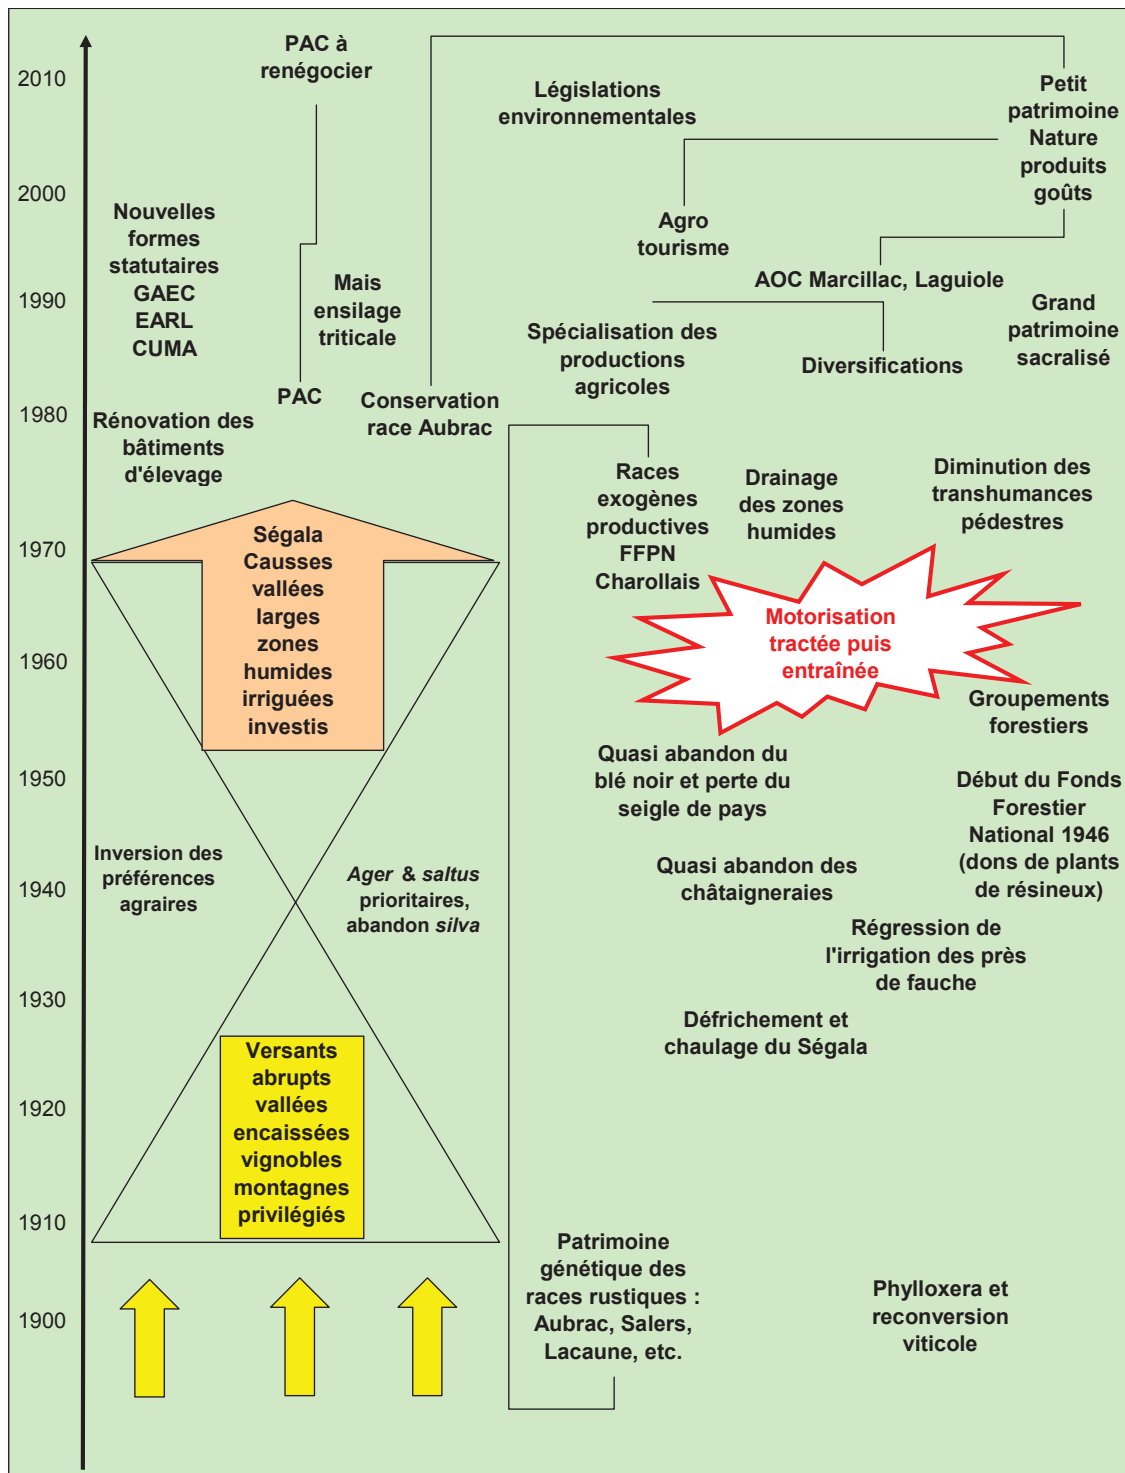 2010
2000
1990
1980
1970
1960
1950
1940
1930
1920
1910
1900
PAC à
renégocier
Législations
environnementales
Petit
patrimoine
Nature
produits
goûts
Nouvelles
formes
statutaires
GAEC
EARL
CUMA
Agro
tourisme
Mais
ensilage
triticale
AOC Marcillac, Laguiole
Grand
patrimoine
sacralisé
Spécialisation des
productions
agricoles
Diversifications
PAC
Conservation
race Aubrac
Rénovation des
bâtiments
d'élevage
Races
exogènes
productives
FFPN
Charollais
Drainage
des zones
humides
Diminution des
transhumances
pédestres
Ségala
Causses
vallées
larges
zones
humides
irriguées
investis
Motorisation
tractée puis
entraînée
Groupements
forestiers
Quasi abandon du
blé noir et perte du
seigle de pays
Début du Fonds
Forestier
National 1946
(dons de plants
de résineux)
Inversion des
préférences
agraires
Ager & saltus
prioritaires,
abandon silva
Quasi abandon des
châtaigneraies
Régression de
l'irrigation des près
de fauche
Défrichement et
chaulage du Ségala
Versants
abrupts
vallées
encaissées
vignobles
montagnes
privilégiés
Patrimoine
génétique des
races rustiques :
Aubrac, Salers,
Lacaune, etc.
Phylloxera et
reconversion
viticole